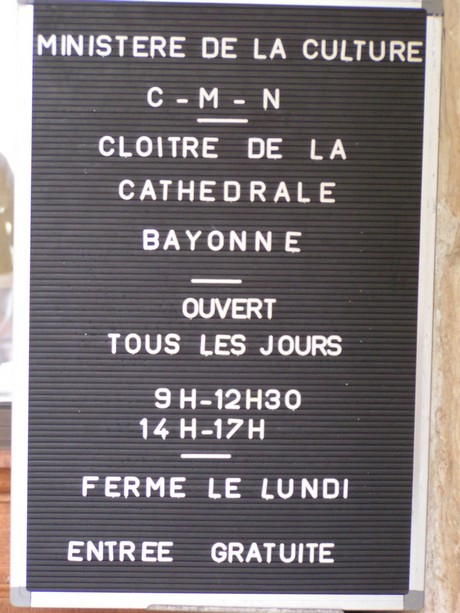 MINISTERE DE LA CULTURE
C-M-N
CLOITRE DE LA
CATHEDRALE
BAYONNE
OUVERT
TOUS LES JOURS
9H-12H30
14H-17H
FERME LE LUNDI
ENTREE GRATUITE